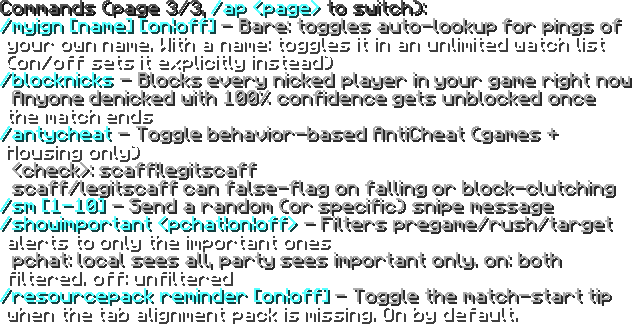 Commands (page 3/3, /ap <page> to switch):
/myign [name] [on|off] - Bare: toggles auto-lookup for pings of
your own name. With a name: toggles it in an unlimited watch list
(on/off sets it explicitly instead)
/blocknicks - Blocks every nicked player in your game right now
Anyone denicked with 100% confidence gets unblocked once
the match ends
/antycheat - Toggle behavior-based AntiCheat (games +
Housing only)
<check>: scaff|legitscaff
scaff/legitscaff can false-flag on falling or block-clutching
/sm [1-10] - Send a random (or specific) snipe message
/showimportant <pchat|on|off> - Filters pregame/rush/target
alerts to only the important ones
pchat: local sees all, party sees important only. on: both
filtered. off: unfiltered
/resourcepack reminder [on|off] - Toggle the match-start tip
when the tab alignment pack is missing. On by default.